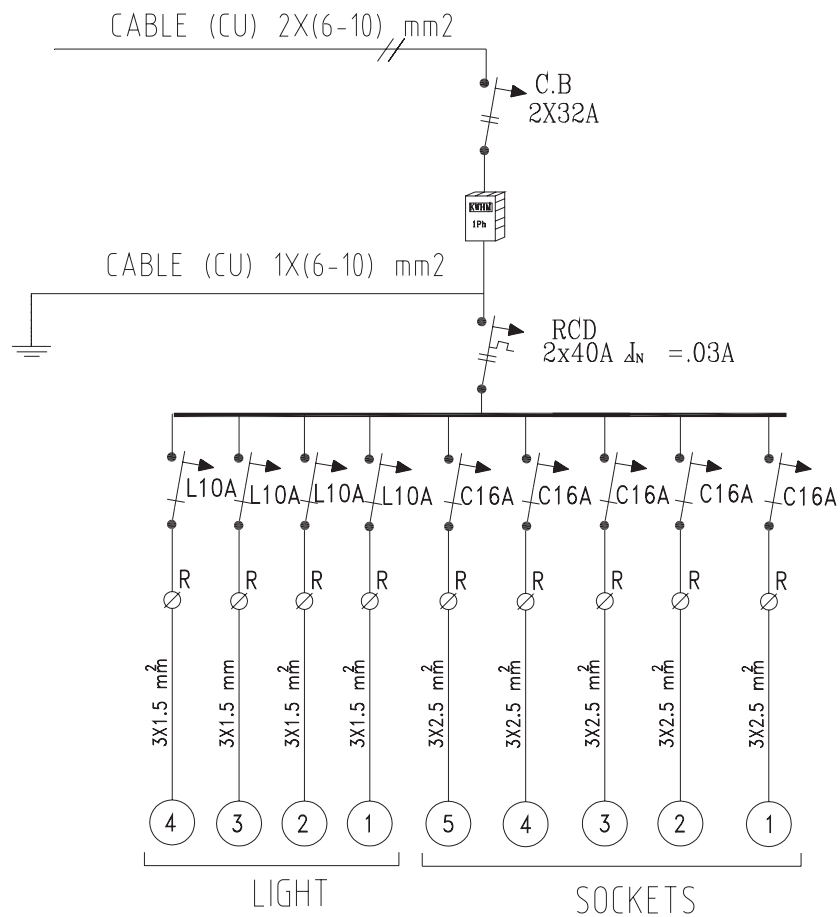 CABLE (CU) 2X(6-10) mm2
C.B
2X32A
KWHM
1Ph
CABLE (CU) 1X(6-10) mm2
RCD
2x40A IN =.03A
L10A L10A L10A L10A C16A C16A C16A C16A C16A
R R R R R R R R R
3X1.5 mm2
3X1.5 mm
3X1.5 mm2
3X1.5 mm2
3X2.5 mm2
3X2.5 mm2
3X2.5 mm2
3X2.5 mm2
3X2.5 mm2
4 3 2 1 5 4 3 2 1
LIGHT
SOCKETS